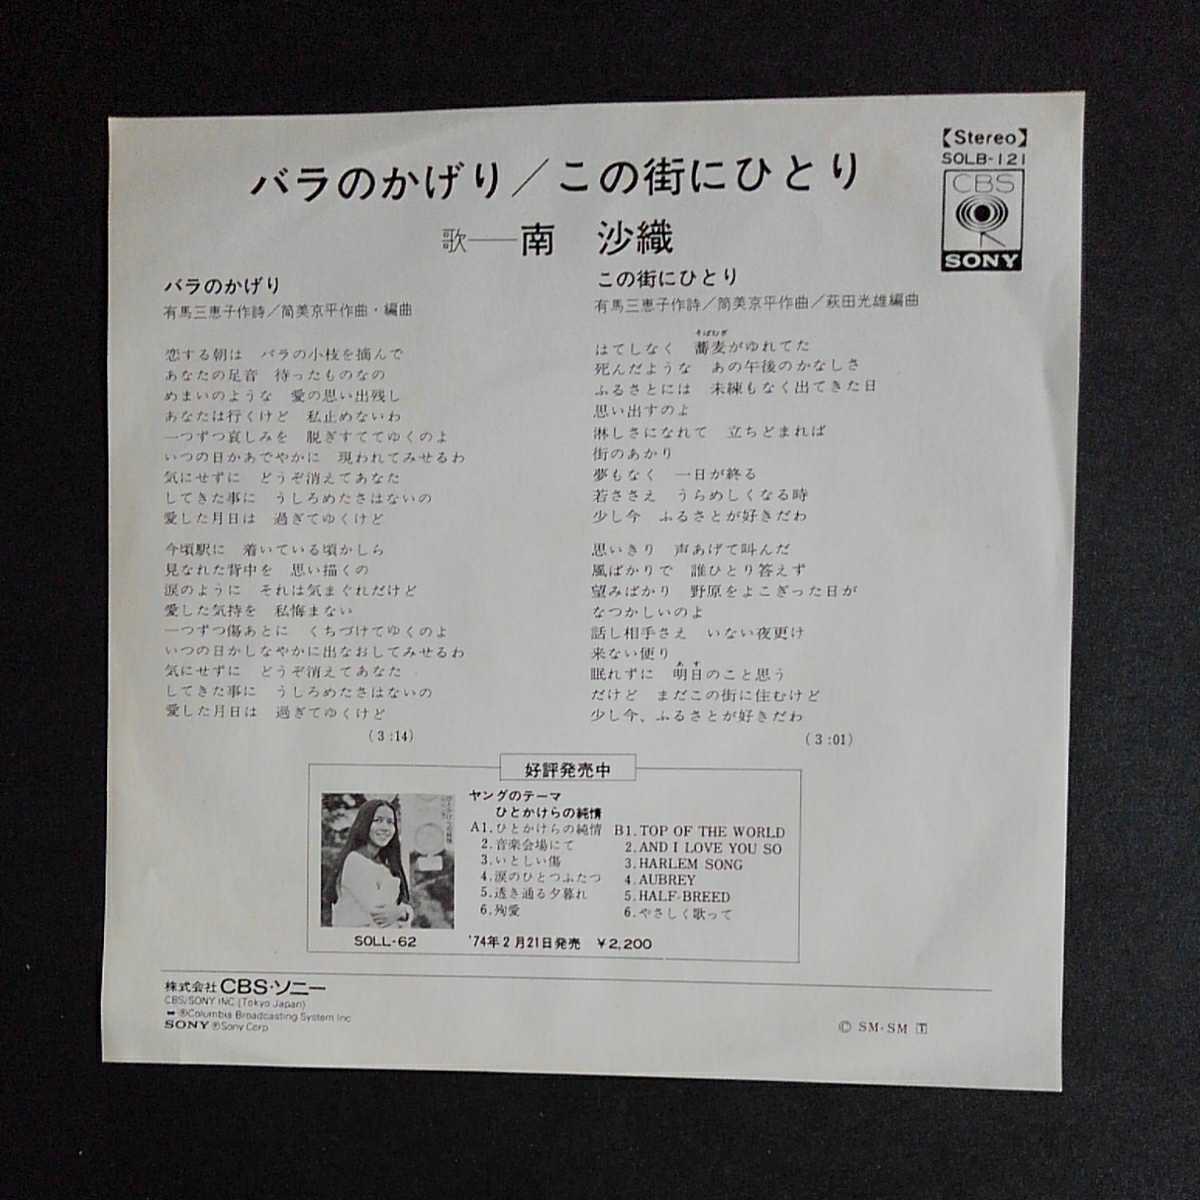 【Stereo】
SOLB-121
CBS
SONY
バラのかげり／この街にひとり
歌──南　沙織
バラのかげり
有馬三恵子作詩／筒美京平作曲・編曲
恋する朝は　バラの小枝を摘んで
あなたの足音　待ったものなの
めまいのような　愛の思い出残し
あなたは行くけど　私止めないわ
一つずつ哀しみを　脱ぎすててゆくのよ
いつの日かあでやかに　現われてみせるわ
気にせずに　どうぞ消えてあなた
してきた事に　うしろめたさはないの
愛した月日は　過ぎてゆくけど
今頃駅に　着いている頃かしら
見なれた背中を　思い描くの
涙のように　それは気まぐれだけど
愛した気持を　私悔まない
一つずつ傷あとに　くちづけてゆくのよ
いつの日かしなやかに出なおしてみせるわ
気にせずに　どうぞ消えてあなた
してきた事に　うしろめたさはないの
愛した月日は　過ぎてゆくけど
(3:14)
この街にひとり
有馬三恵子作詩／筒美京平作曲／萩田光雄編曲
そばむぎ
はてしなく　蕎麦がゆれてた
死んだような　あの午後のかなしさ
ふるさとには　未練もなく出てきた日
思い出すのよ
淋しさになれて　立ちどまれば
街のあかり
夢もなく　一日が終る
若ささえ　うらめしくなる時
少し今　ふるさとが好きだわ
思いきり　声あげて叫んだ
風ばかりで　誰ひとり答えず
望みばかり　野原をよこぎった日が
なつかしいのよ
話し相手さえ　いない夜更け
来ない便り
あす
眠れずに　明日のこと思う
だけど　まだこの街に住むけど
少し今、ふるさとが好きだわ
(3:01)
好評発売中
ヤングのテーマ
ひとかけらの純情
A1.ひとかけらの純情
2.音楽会場にて
3.いとしい傷
4.涙のひとつふたつ
5.透き通る夕暮れ
6.殉愛
B1.TOP OF THE WORLD
2.AND I LOVE YOU SO
3.HARLEM SONG
4.AUBREY
5.HALF-BREED
6.やさしく歌って
SOLL-62
'74年2月21日発売　￥2,200
株式会社CBS・ソニー
CBS/SONY INC (Tokyo Japan)
®Columbia Broadcasting System Inc
SONY ®Sony Corp
© SM・SM 1